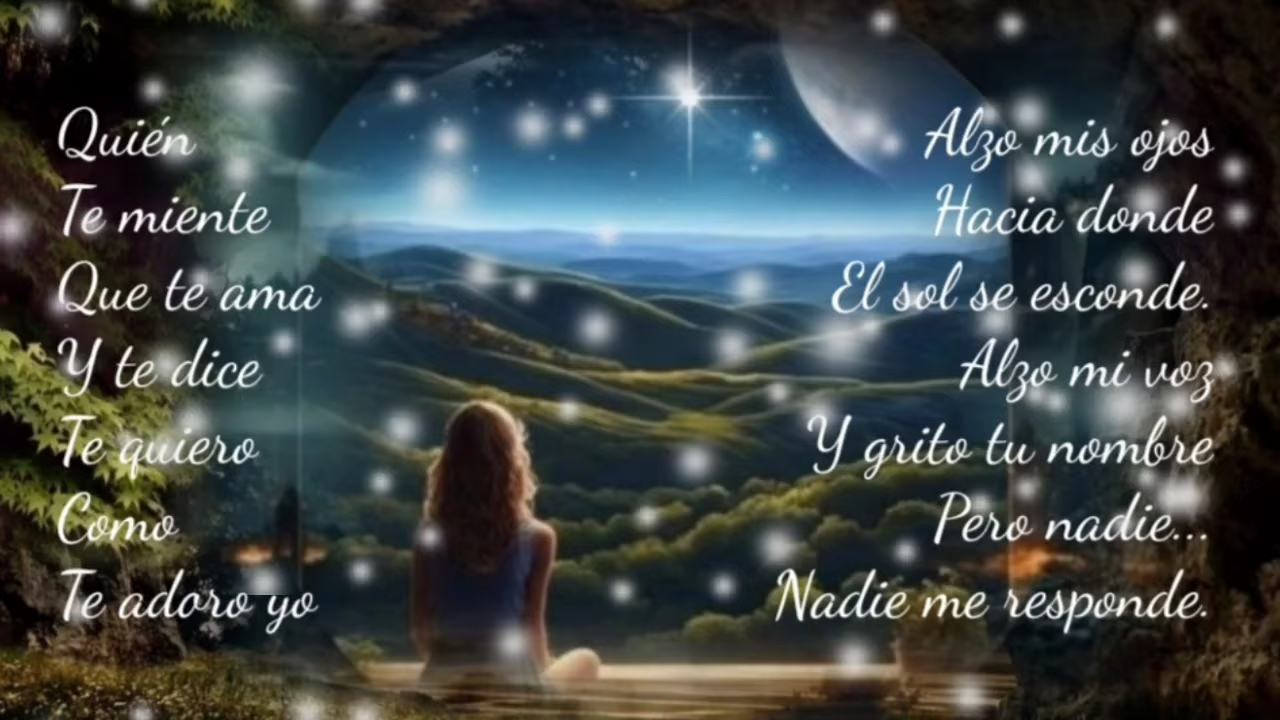 Quién
Te miente
Que te ama
Y te dice
Te quiero
Como
Te adoro yo
Alzo mis ojos
Hacia donde
El sol se esconde.
Alzo mi voz
Y grito tu nombre
Pero nadie...
Nadie me responde.